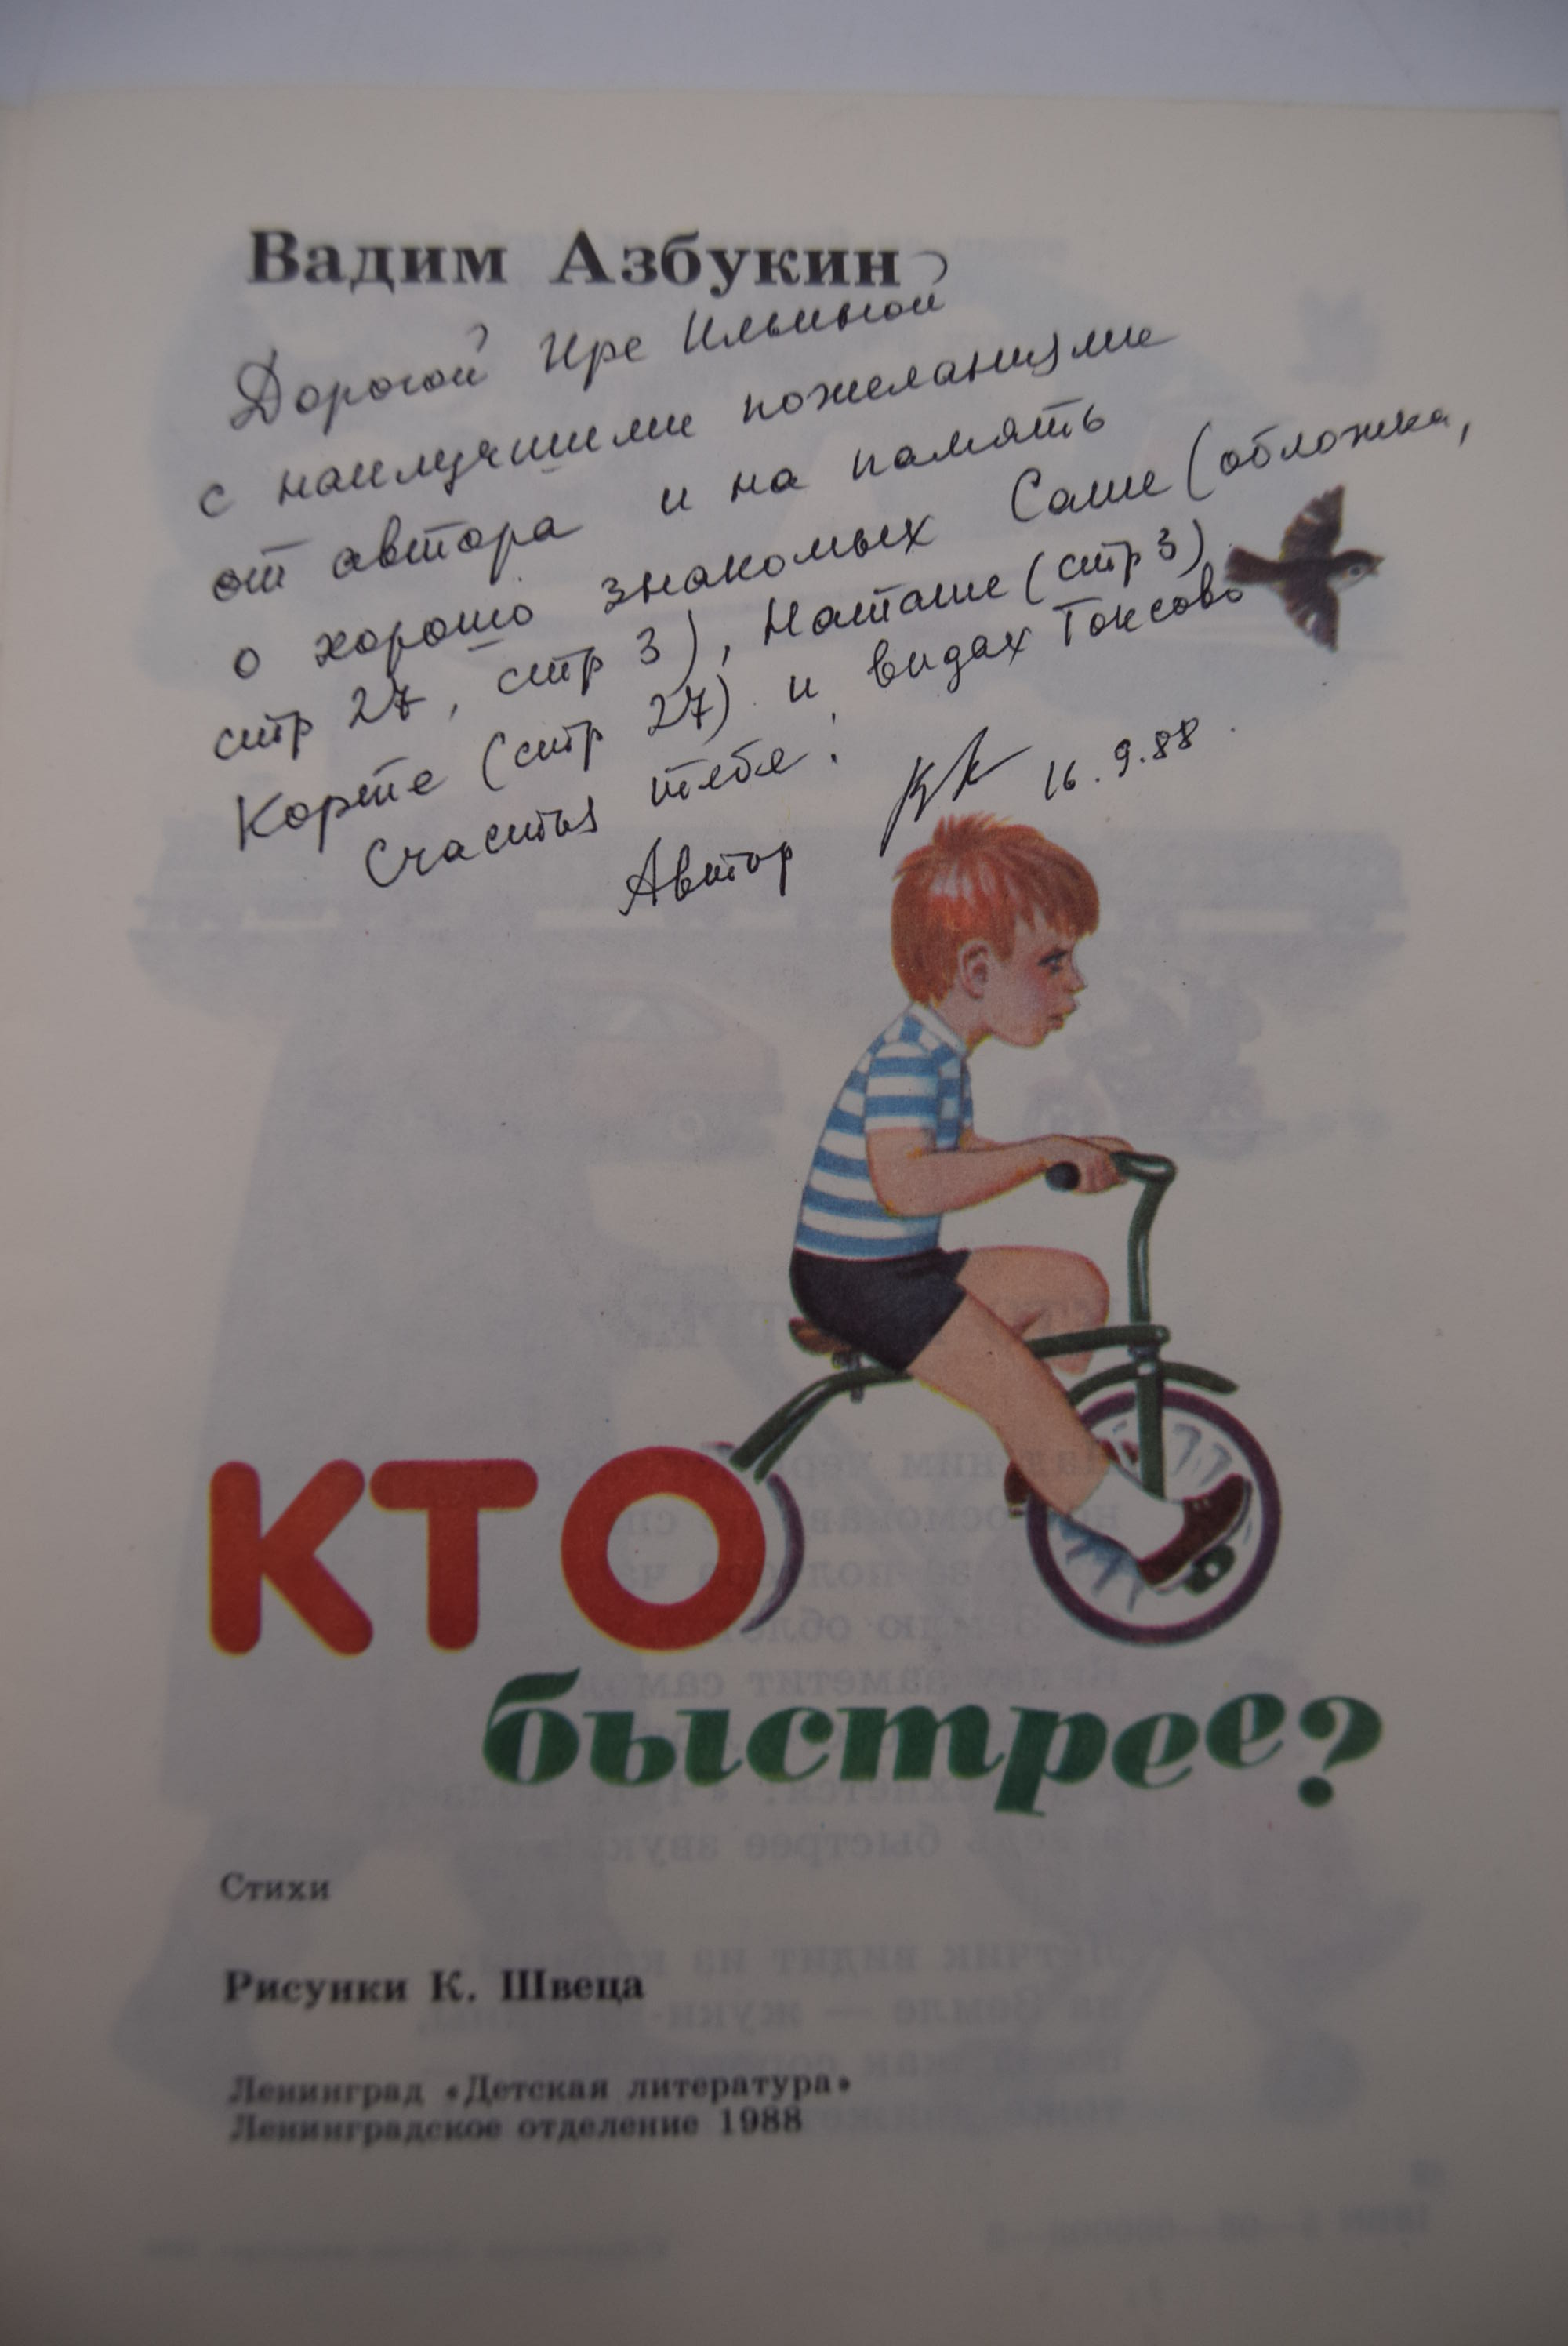 Вадим Азбукин
Дорогой Ире Ильиной
с наилучшими пожеланиями
от автора и на память
о хорошо знакомых Саше (обложка,
стр 27, стр 3), Наташе (стр 3)
Корте (стр 27) и видах Токсово
Счастья тебе!
Автор 16.9.88.
КТО
быстрее?
Стихи
Рисунки К. Швеца
Ленинград «Детская литература»
Ленинградское отделение 1988